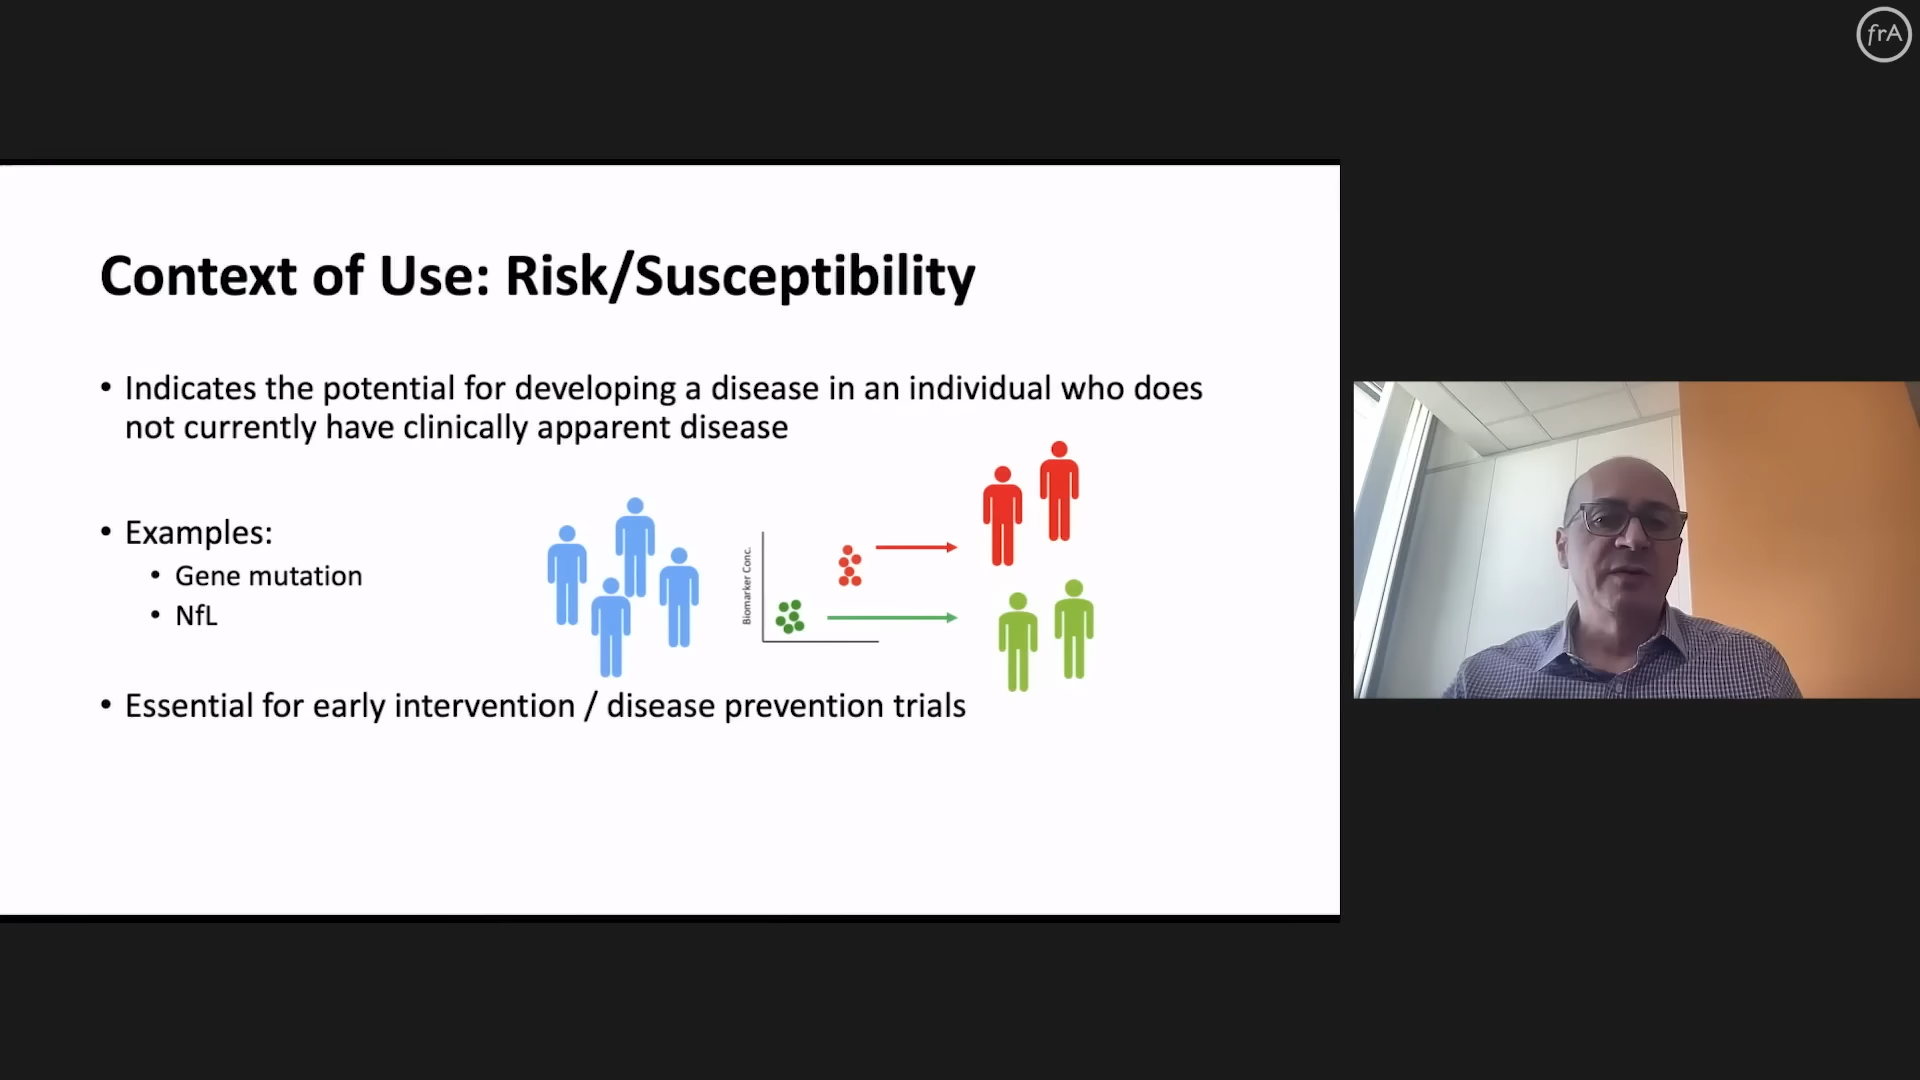 frA
Context of Use: Risk/Susceptibility
• Indicates the potential for developing a disease in an individual who does
not currently have clinically apparent disease
• Examples:
• Gene mutation
• NfL
Biomarker Conc.
• Essential for early intervention / disease prevention trials